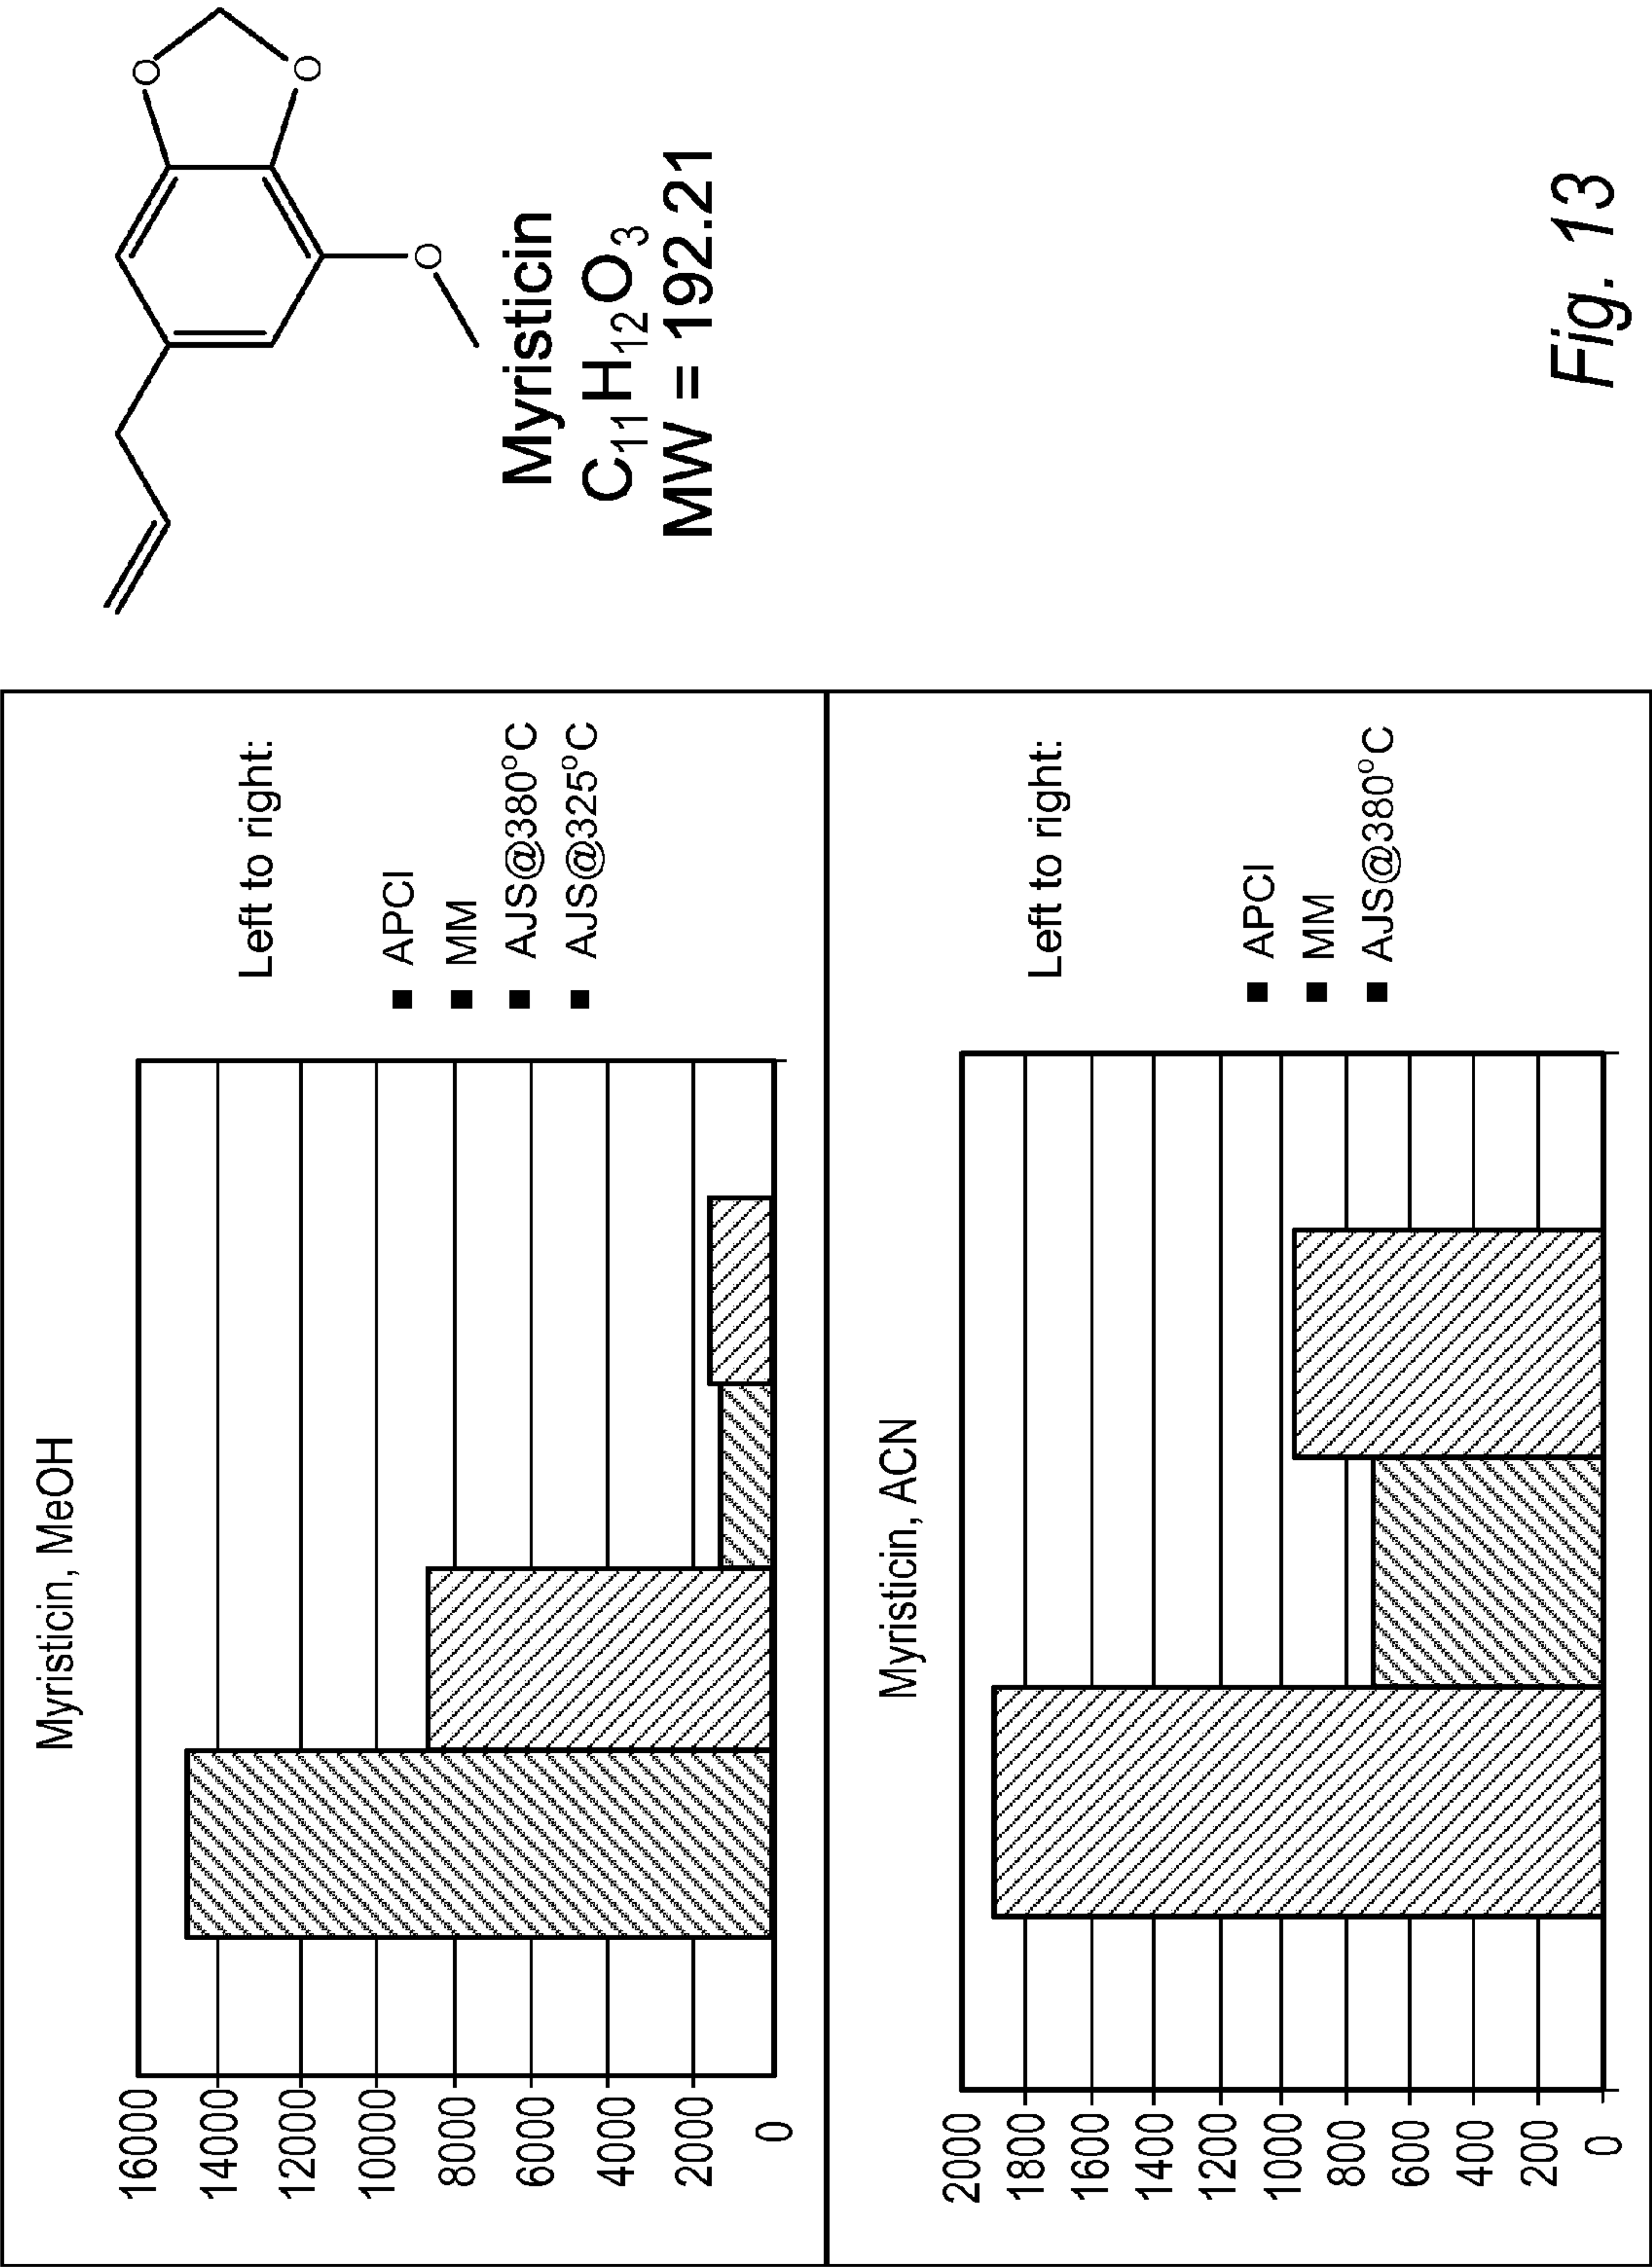 Myristicin, MeOH
16000
14000
12000
10000
8000
6000
4000
2000
0
Left to right:
■ APCI
■ MM
■ AJS@380°C
■ AJS@325°C
Myristicin, ACN
2000
1800
1600
1400
1200
1000
800
600
400
200
0
Left to right:
■ APCI
■ MM
■ AJS@380°C
O
O
O
Myristicin
C₁₁H₁₂O₃
MW = 192.21
Fig. 13